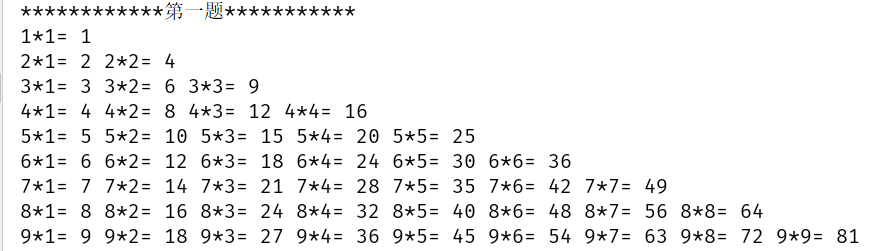 ************第一题***********
1*1= 1
2*1= 2 2*2= 4
3*1= 3 3*2= 6 3*3= 9
4*1= 4 4*2= 8 4*3= 12 4*4= 16
5*1= 5 5*2= 10 5*3= 15 5*4= 20 5*5= 25
6*1= 6 6*2= 12 6*3= 18 6*4= 24 6*5= 30 6*6= 36
7*1= 7 7*2= 14 7*3= 21 7*4= 28 7*5= 35 7*6= 42 7*7= 49
8*1= 8 8*2= 16 8*3= 24 8*4= 32 8*5= 40 8*6= 48 8*7= 56 8*8= 64
9*1= 9 9*2= 18 9*3= 27 9*4= 36 9*5= 45 9*6= 54 9*7= 63 9*8= 72 9*9= 81